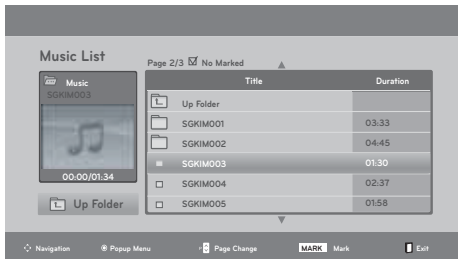 Music List
Page 2/3 No Marked
Music
SGKIM003
00:00/01:34
Up Folder
Title Duration
Up Folder
SGKIM001 03:33
SGKIM002 04:45
SGKIM003 01:30
SGKIM004 02:37
SGKIM005 01:58
Navigation Popup Menu P Page Change MARK Mark Exit